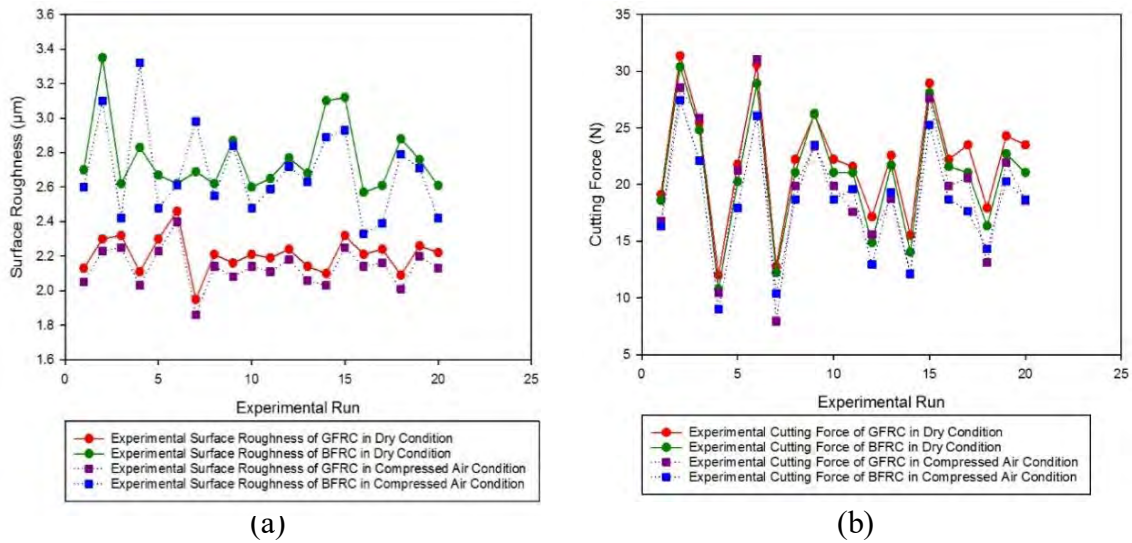 3.6
3.4
3.2
3.0
2.8
2.6
2.4
2.2
2.0
1.8
1.6
Surface Roughness (µm)
0 5 10 15 20 25
Experimental Run
Experimental Surface Roughness of GFRC in Dry Condition
Experimental Surface Roughness of BFRC in Dry Condition
Experimental Surface Roughness of GFRC in Compressed Air Condition
Experimental Surface Roughness of BFRC in Compressed Air Condition
(a)
35
30
25
20
15
10
5
Cutting Force (N)
0 5 10 15 20 25
Experimental Run
Experimental Cutting Force of GFRC in Dry Condition
Experimental Cutting Force of BFRC in Dry Condition
Experimental Cutting Force of GFRC in Compressed Air Condition
Experimental Cutting Force of BFRC in Compressed Air Condition
(b)